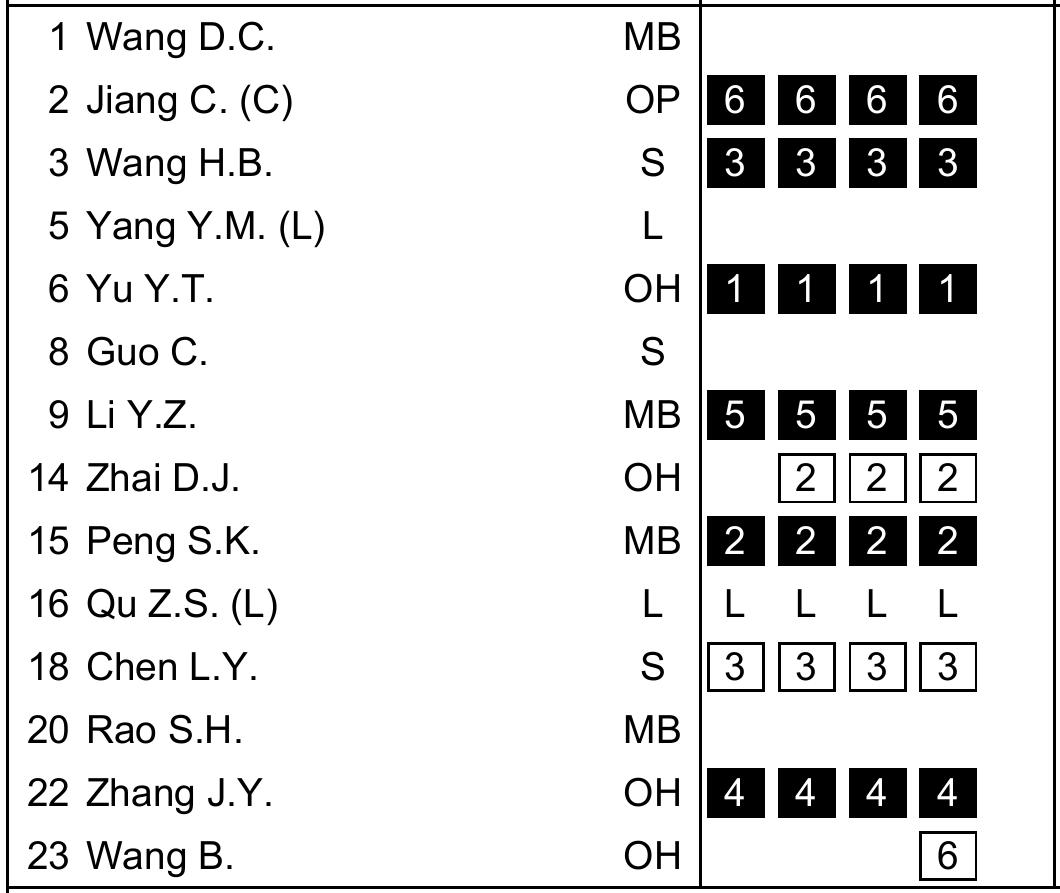 1 Wang D.C. MB
2 Jiang C. (C) OP 6 6 6 6
3 Wang H.B. S 3 3 3 3
5 Yang Y.M. (L) L
6 Yu Y.T. OH 1 1 1 1
8 Guo C. S
9 Li Y.Z. MB 5 5 5 5
14 Zhai D.J. OH 2 2 2
15 Peng S.K. MB 2 2 2 2
16 Qu Z.S. (L) L L L L L
18 Chen L.Y. S 3 3 3 3
20 Rao S.H. MB
22 Zhang J.Y. OH 4 4 4 4
23 Wang B. OH 6